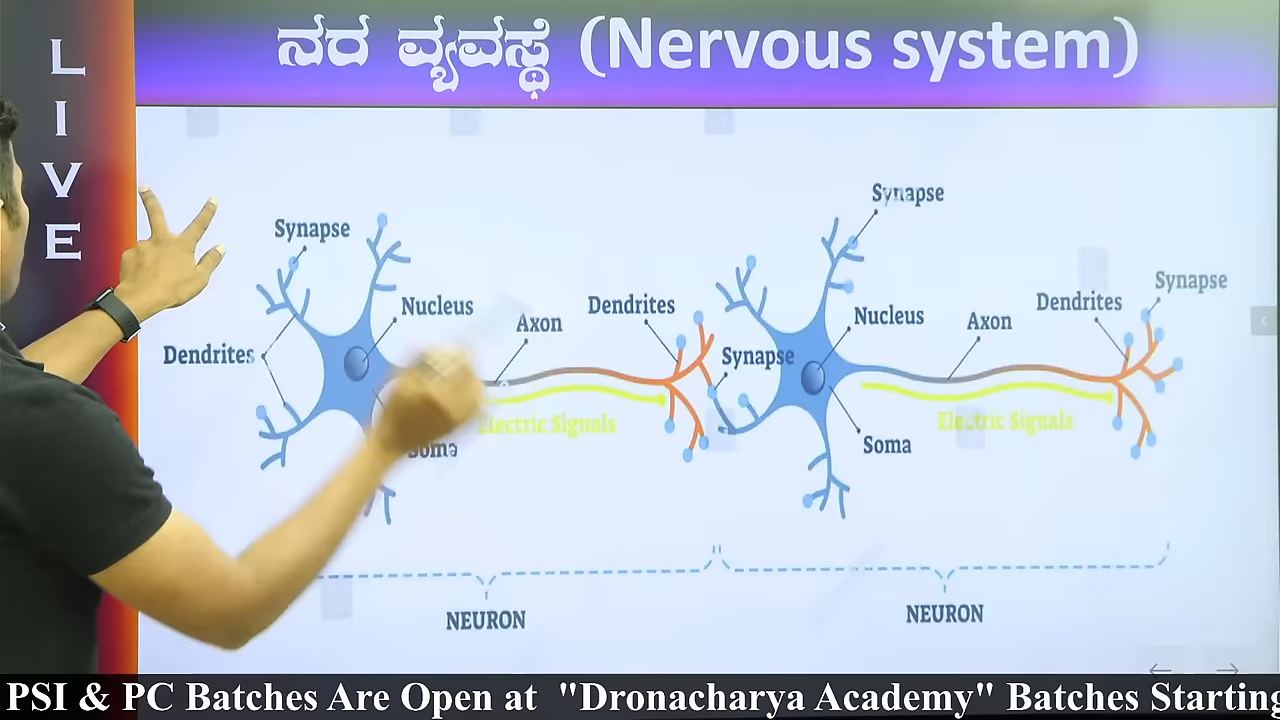 LIVE
ನರ ವ್ಯವಸ್ಥೆ (Nervous system)
Synapse
Synapse
Synapse
Nucleus
Dendrites
Axon
Nucleus
Dendrites
Axon
Dendrites
Synapse
Electric Signals
Electric Signals
Soma
Soma
NEURON
NEURON
PSI & PC Batches Are Open at "Dronacharya Academy" Batches Starting